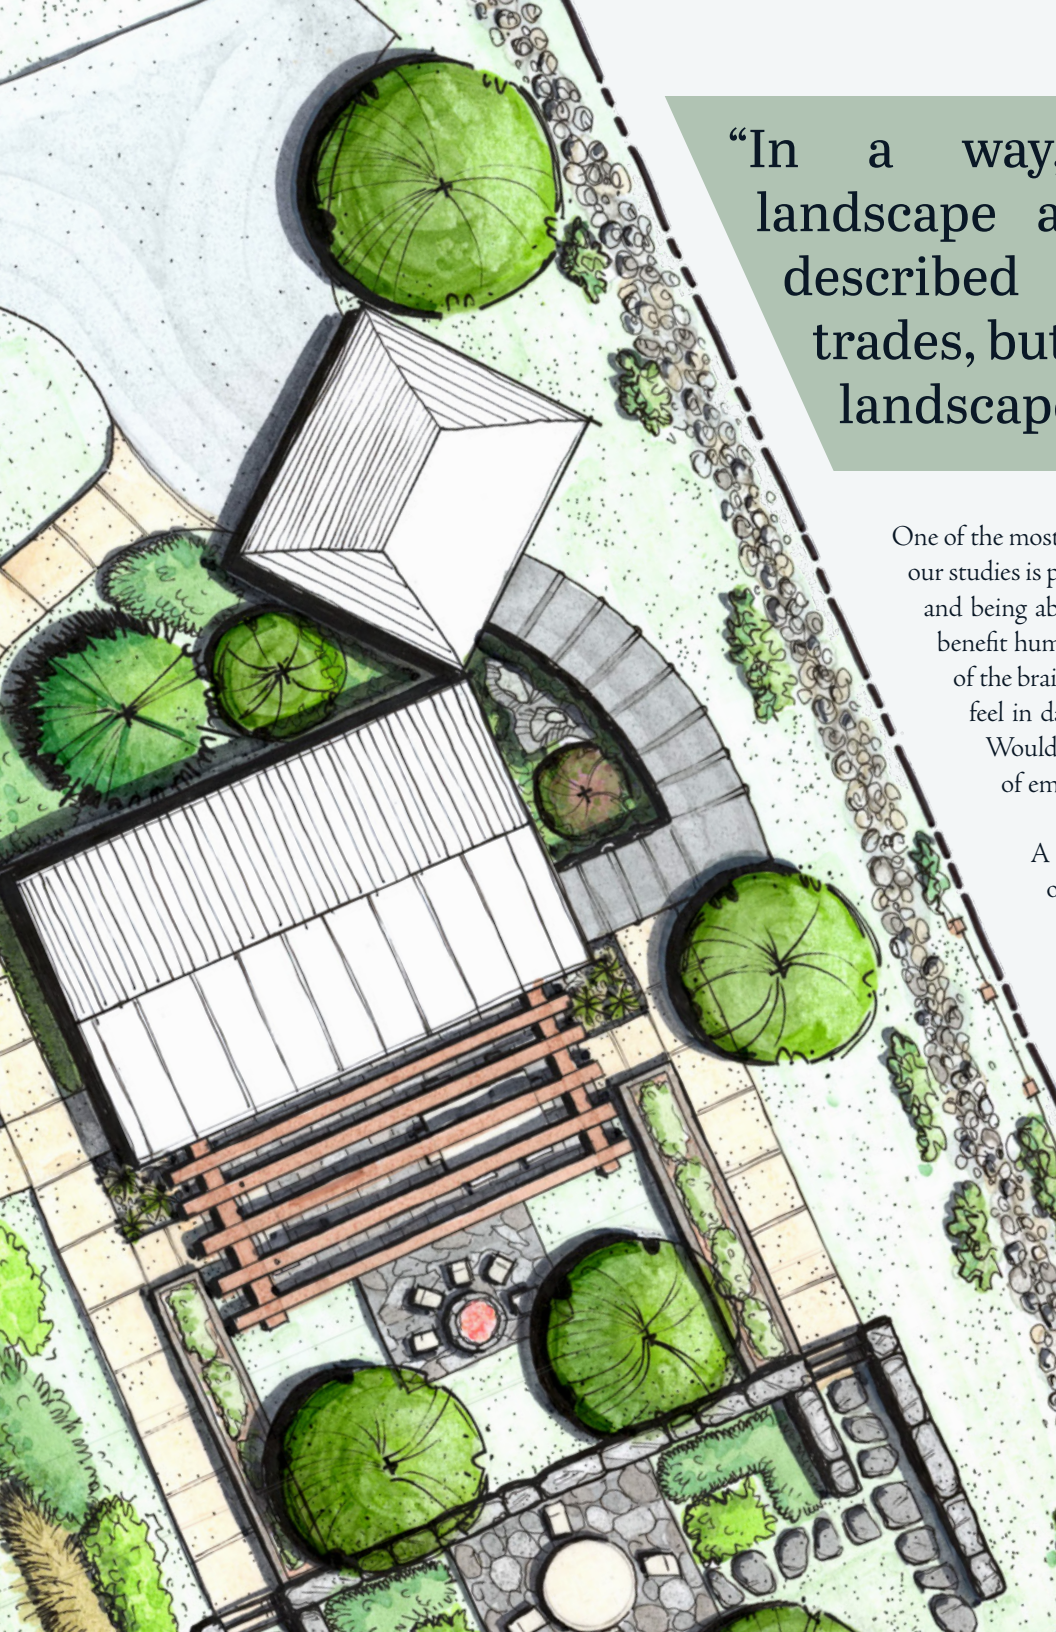 “In a way,
landscape a
described
trades, but
landscape
One of the most
our studies is p
and being ab
benefit hum
of the brai
feel in da
Would
of em
A
o